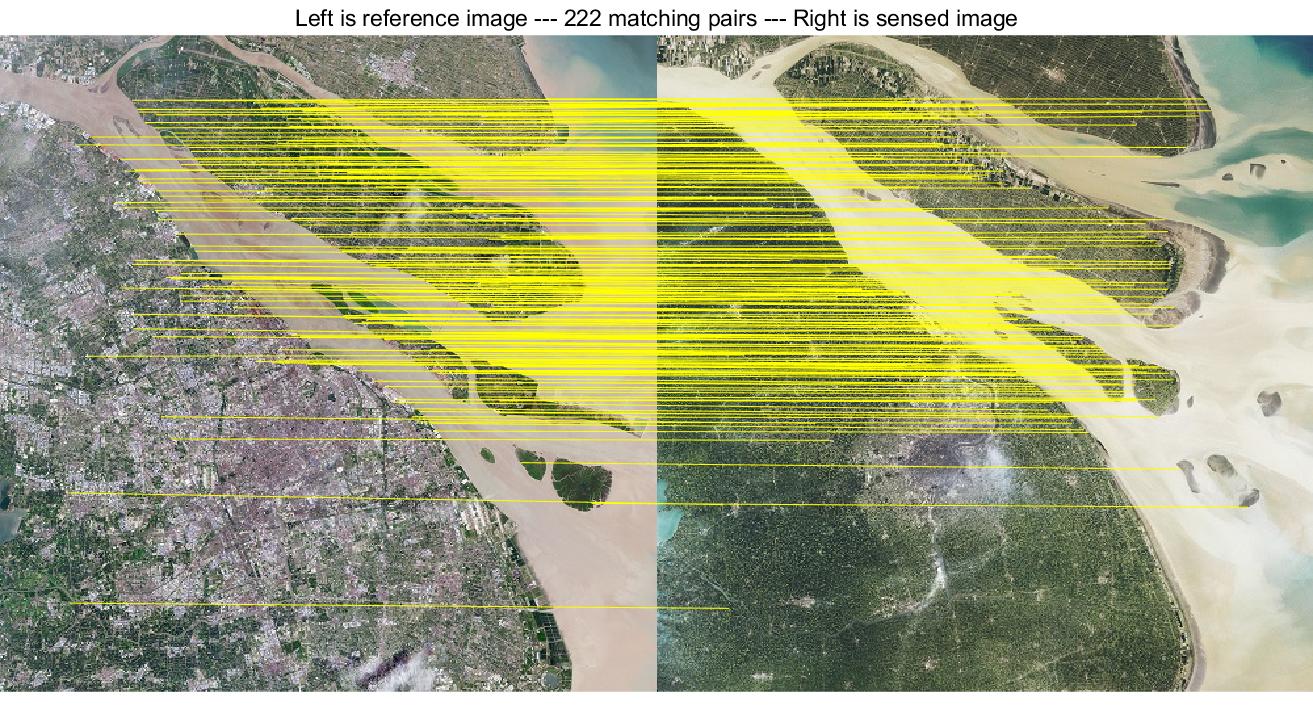 Left is reference image --- 222 matching pairs --- Right is sensed image